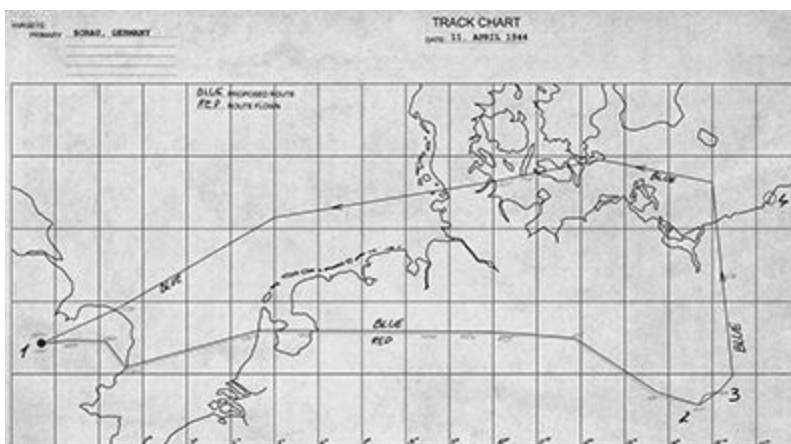 TARGETS:
PRIMARY SORAU, GERMANY
TRACK CHART
DATE: 11. APRIL 1944
BLUE PROPOSED ROUTE
RED ROUTE FLOWN
BLUE
4
BLUE
BLUE
RED
BLUE
1
2
3